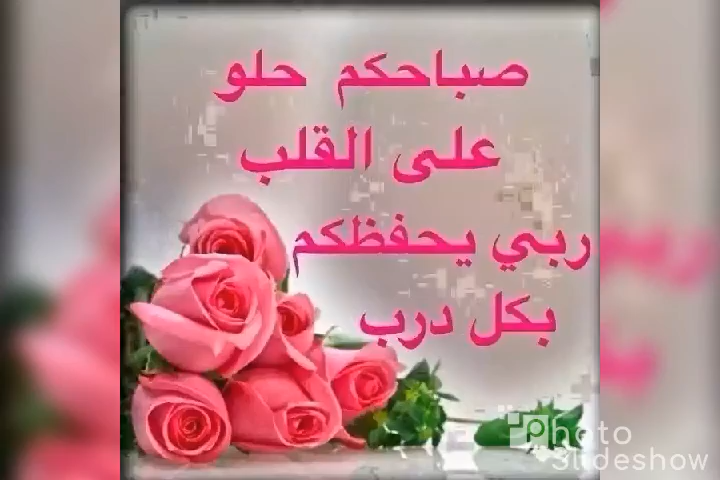 صباحكم حلو
على القلب
ربي يحفظكم
بكل درب
Photo
Slideshow